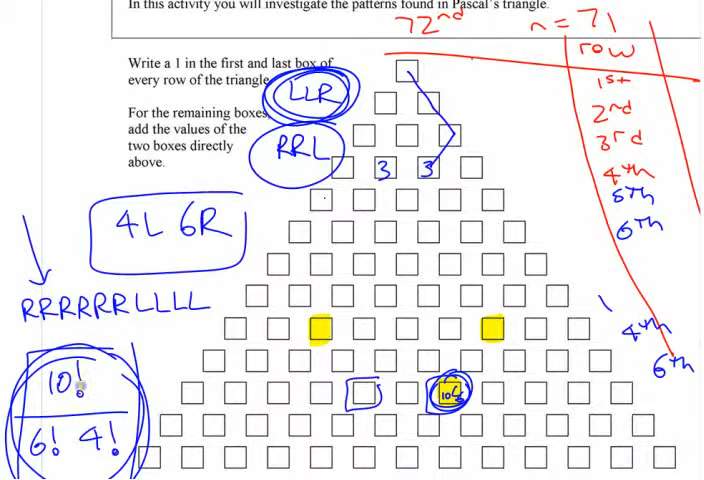 In this activity you will investigate the patterns found in Pascal's triangle.
72nd
n = 71
Write a 1 in the first and last box of
every row of the triangle
For the remaining boxes,
add the values of the
two boxes directly
above.
LLR
RRL
3 3
row
1st
2nd
3rd
4th
5th
6th
4L 6R
RRRRRRLLLL
10!
6! 4!
4th
6th